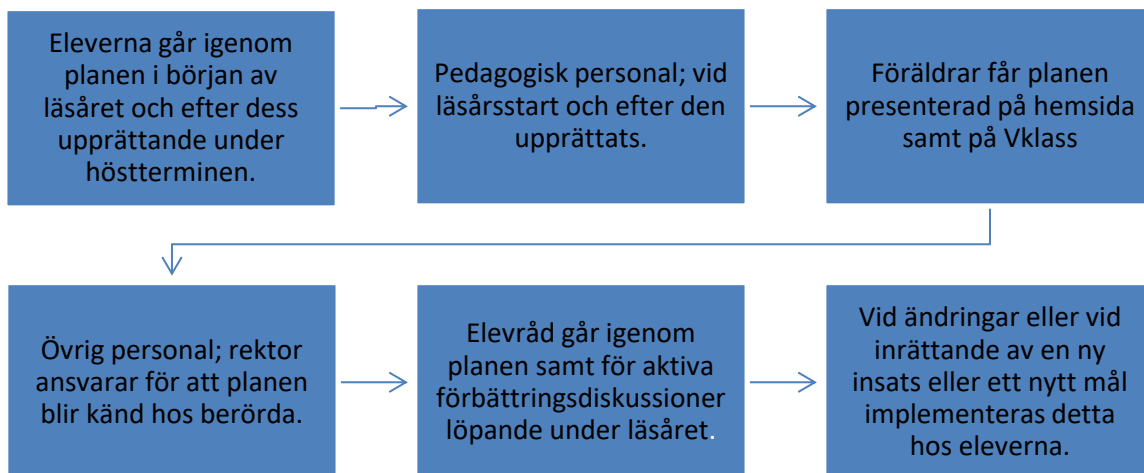 Eleverna går igenom
planen i början av
läsåret och efter dess
upprättande under
höstterminen.
Pedagogisk personal; vid
läsårsstart och efter den
upprättats.
Föräldrar får planen
presenterad på hemsida
samt på Vklass
Övrig personal; rektor
ansvarar för att planen
blir känd hos berörda.
Elevråd går igenom
planen samt för aktiva
förbättringsdiskussioner
löpande under läsåret.
Vid ändringar eller vid
inrättande av en ny
insats eller ett nytt mål
implementeras detta
hos eleverna.